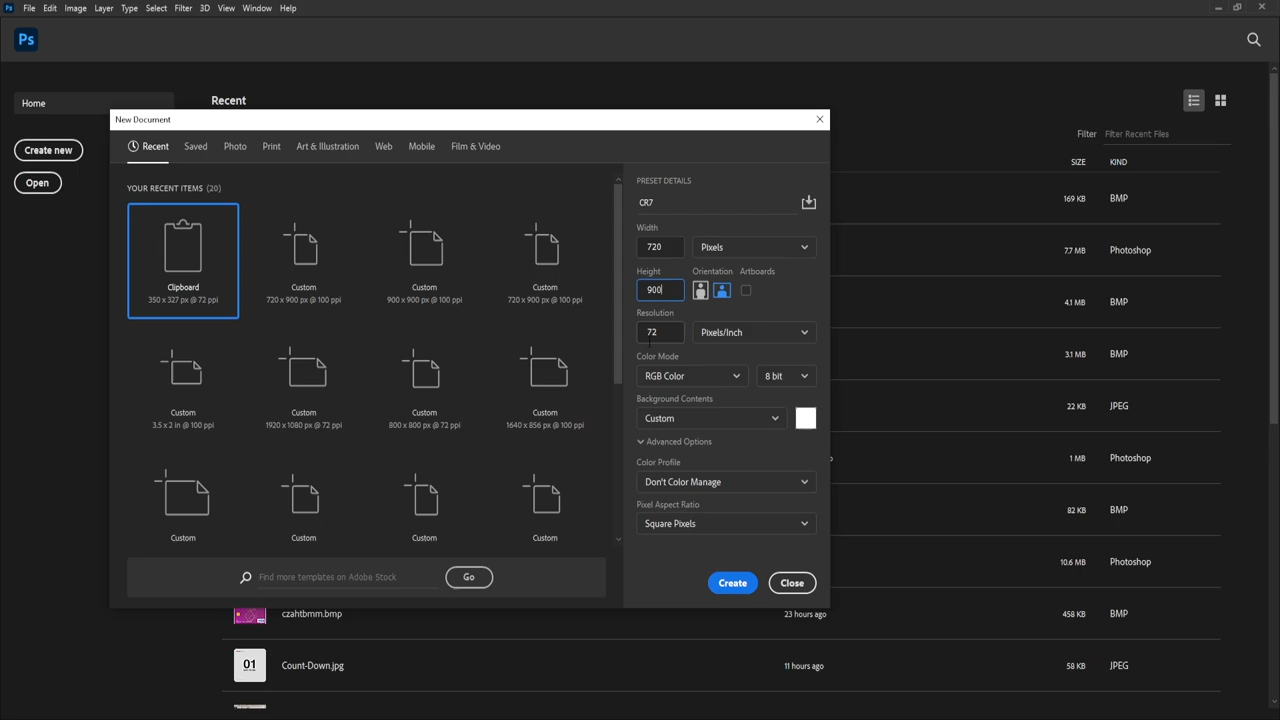 Ps File Edit Image Layer Type Select Filter 3D View Window Help
Ps
Home
Create new
Open
Recent
Filter Filter Recent Files
SIZE KIND
169 KB BMP
7.7 MB Photoshop
4.1 MB BMP
3.1 MB BMP
22 KB JPEG
1 MB Photoshop
82 KB BMP
10.6 MB Photoshop
czahtbmm.bmp 23 hours ago 458 KB BMP
01 Count-Down.jpg 11 hours ago 58 KB JPEG
New Document
Recent Saved Photo Print Art & Illustration Web Mobile Film & Video
YOUR RECENT ITEMS (20)
Clipboard
350 x 327 px @ 72 ppi
Custom
720 x 900 px @ 100 ppi
Custom
900 x 900 px @ 100 ppi
Custom
720 x 900 px @ 100 ppi
Custom
3.5 x 2 in @ 100 ppi
Custom
1920 x 1080 px @ 72 ppi
Custom
800 x 800 px @ 72 ppi
Custom
1640 x 856 px @ 100 ppi
Custom
Custom
Custom
Custom
Find more templates on Adobe Stock Go
PRESET DETAILS
CR7
Width
720 Pixels
Height Orientation Artboards
900
Resolution
72 Pixels/Inch
Color Mode
RGB Color 8 bit
Background Contents
Custom
Advanced Options
Color Profile
Don't Color Manage
Pixel Aspect Ratio
Square Pixels
Create Close